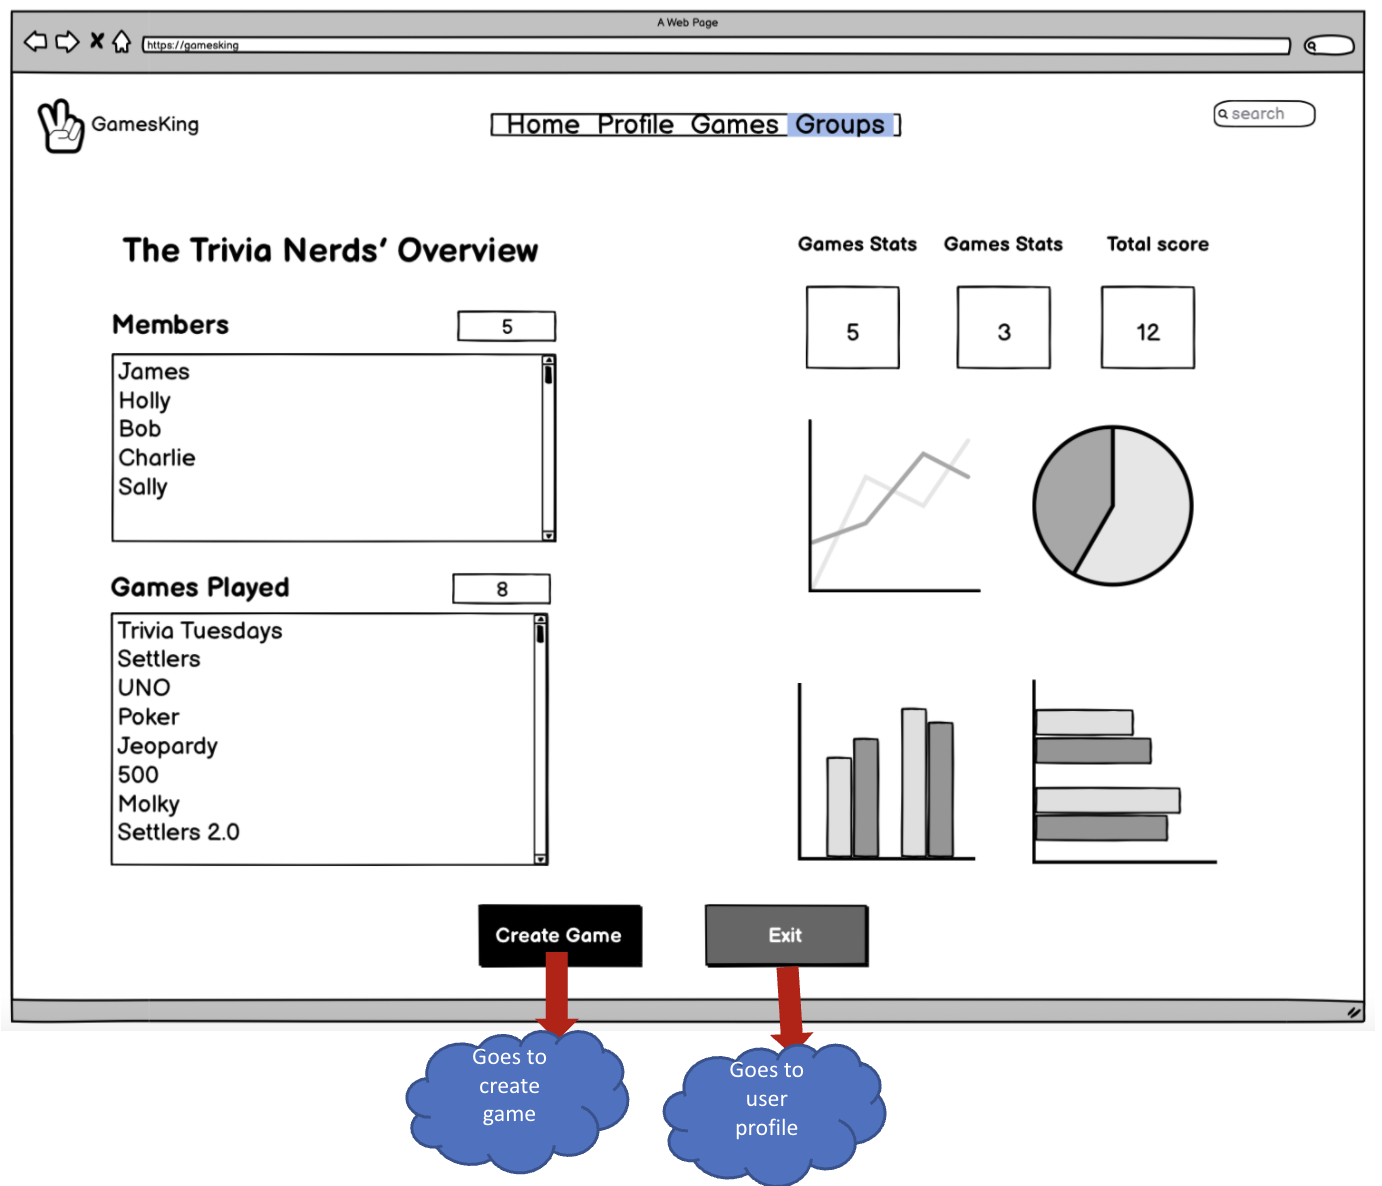 A Web Page
https://gamesking
GamesKing
Home Profile Games Groups
search
The Trivia Nerds’ Overview
Members
5
James
Holly
Bob
Charlie
Sally
Games Played
8
Trivia Tuesdays
Settlers
UNO
Poker
Jeopardy
500
Molky
Settlers 2.0
Games Stats
Games Stats
Total score
5
3
12
Create Game
Exit
Goes to
create
game
Goes to
user
profile